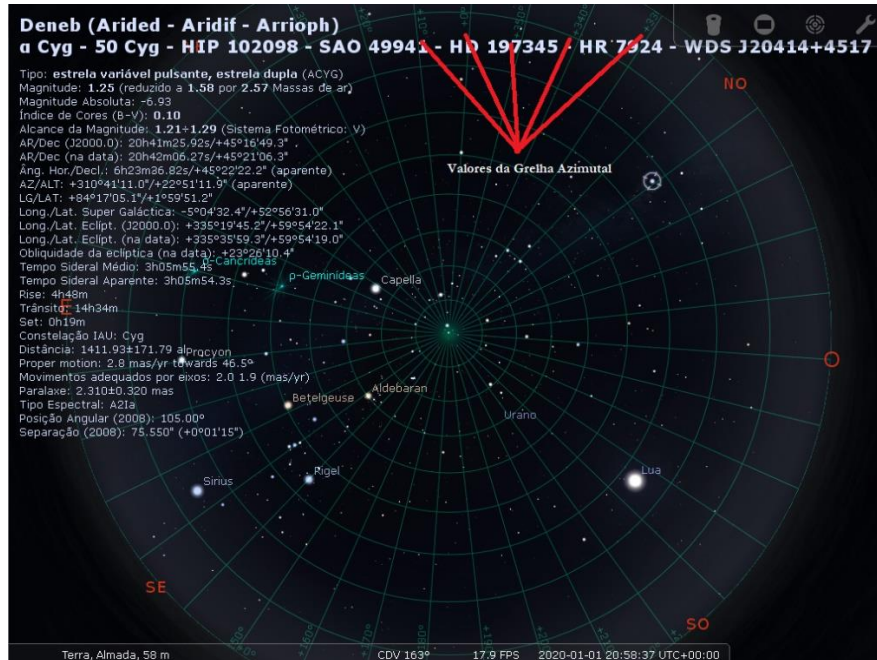 Deneb (Arided - Aridif - Arrioph)
α Cyg - 50 Cyg - HIP 102098 - SAO 49941 - HD 197345 - HR 7924 - WDS J20414+4517
Tipo: estrela variável pulsante, estrela dupla (ACYG)
Magnitude: 1.25 (reduzido a 1.58 por 2.57 Massas de ar)
Magnitude Absoluta: -6.93
Índice de Cores (B-V): 0.10
Alcance da Magnitude: 1.21÷1.29 (Sistema Fotométrico: V)
AR/Dec (J2000.0): 20h41m25.92s/+45°16'49.3"
AR/Dec (na data): 20h42m06.27s/+45°21'06.3"
Âng. Hor./Decl.: 6h23m36.82s/+45°22'22.2" (aparente)
AZ/ALT: +310°41'11.0"/+22°51'11.9" (aparente)
LG/LAT: +84°17'05.1"/+1°59'51.2"
Long./Lat. Super Galáctica: -5°04'32.4"/+52°56'31.0"
Long./Lat. Eclípt. (J2000.0): +335°19'45.2"/+59°54'22.1"
Long./Lat. Eclípt. (na data): +335°35'59.3"/+59°54'19.0"
Obliquidade da eclíptica (na data): +23°26'10.4"
Tempo Sideral Médio: 3h05m55.4s
Tempo Sideral Aparente: 3h05m54.3s
Rise: 4h48m
Trânsito: 14h34m
Set: 0h19m
Constelação IAU: Cyg
Distância: 1411.93±171.79 al
Proper motion: 2.8 mas/yr towards 46.5°
Movimentos adequados por eixos: 2.0 1.9 (mas/yr)
Paralaxe: 2.310±0.320 mas
Tipo Espectral: A2Ia
Posição Angular (2008): 105.00°
Separação (2008): 75.550" (+0°01'15")
NO
Valores da Grelha Azimutal
ρ-Geminídeas
Capella
E
Procyon
O
Aldebaran
Betelgeuse
Urano
Lua
Sirius
Rigel
SE
SO
Terra, Almada, 58 m
CDV 163°
17.9 FPS
2020-01-01 20:58:37 UTC+00:00